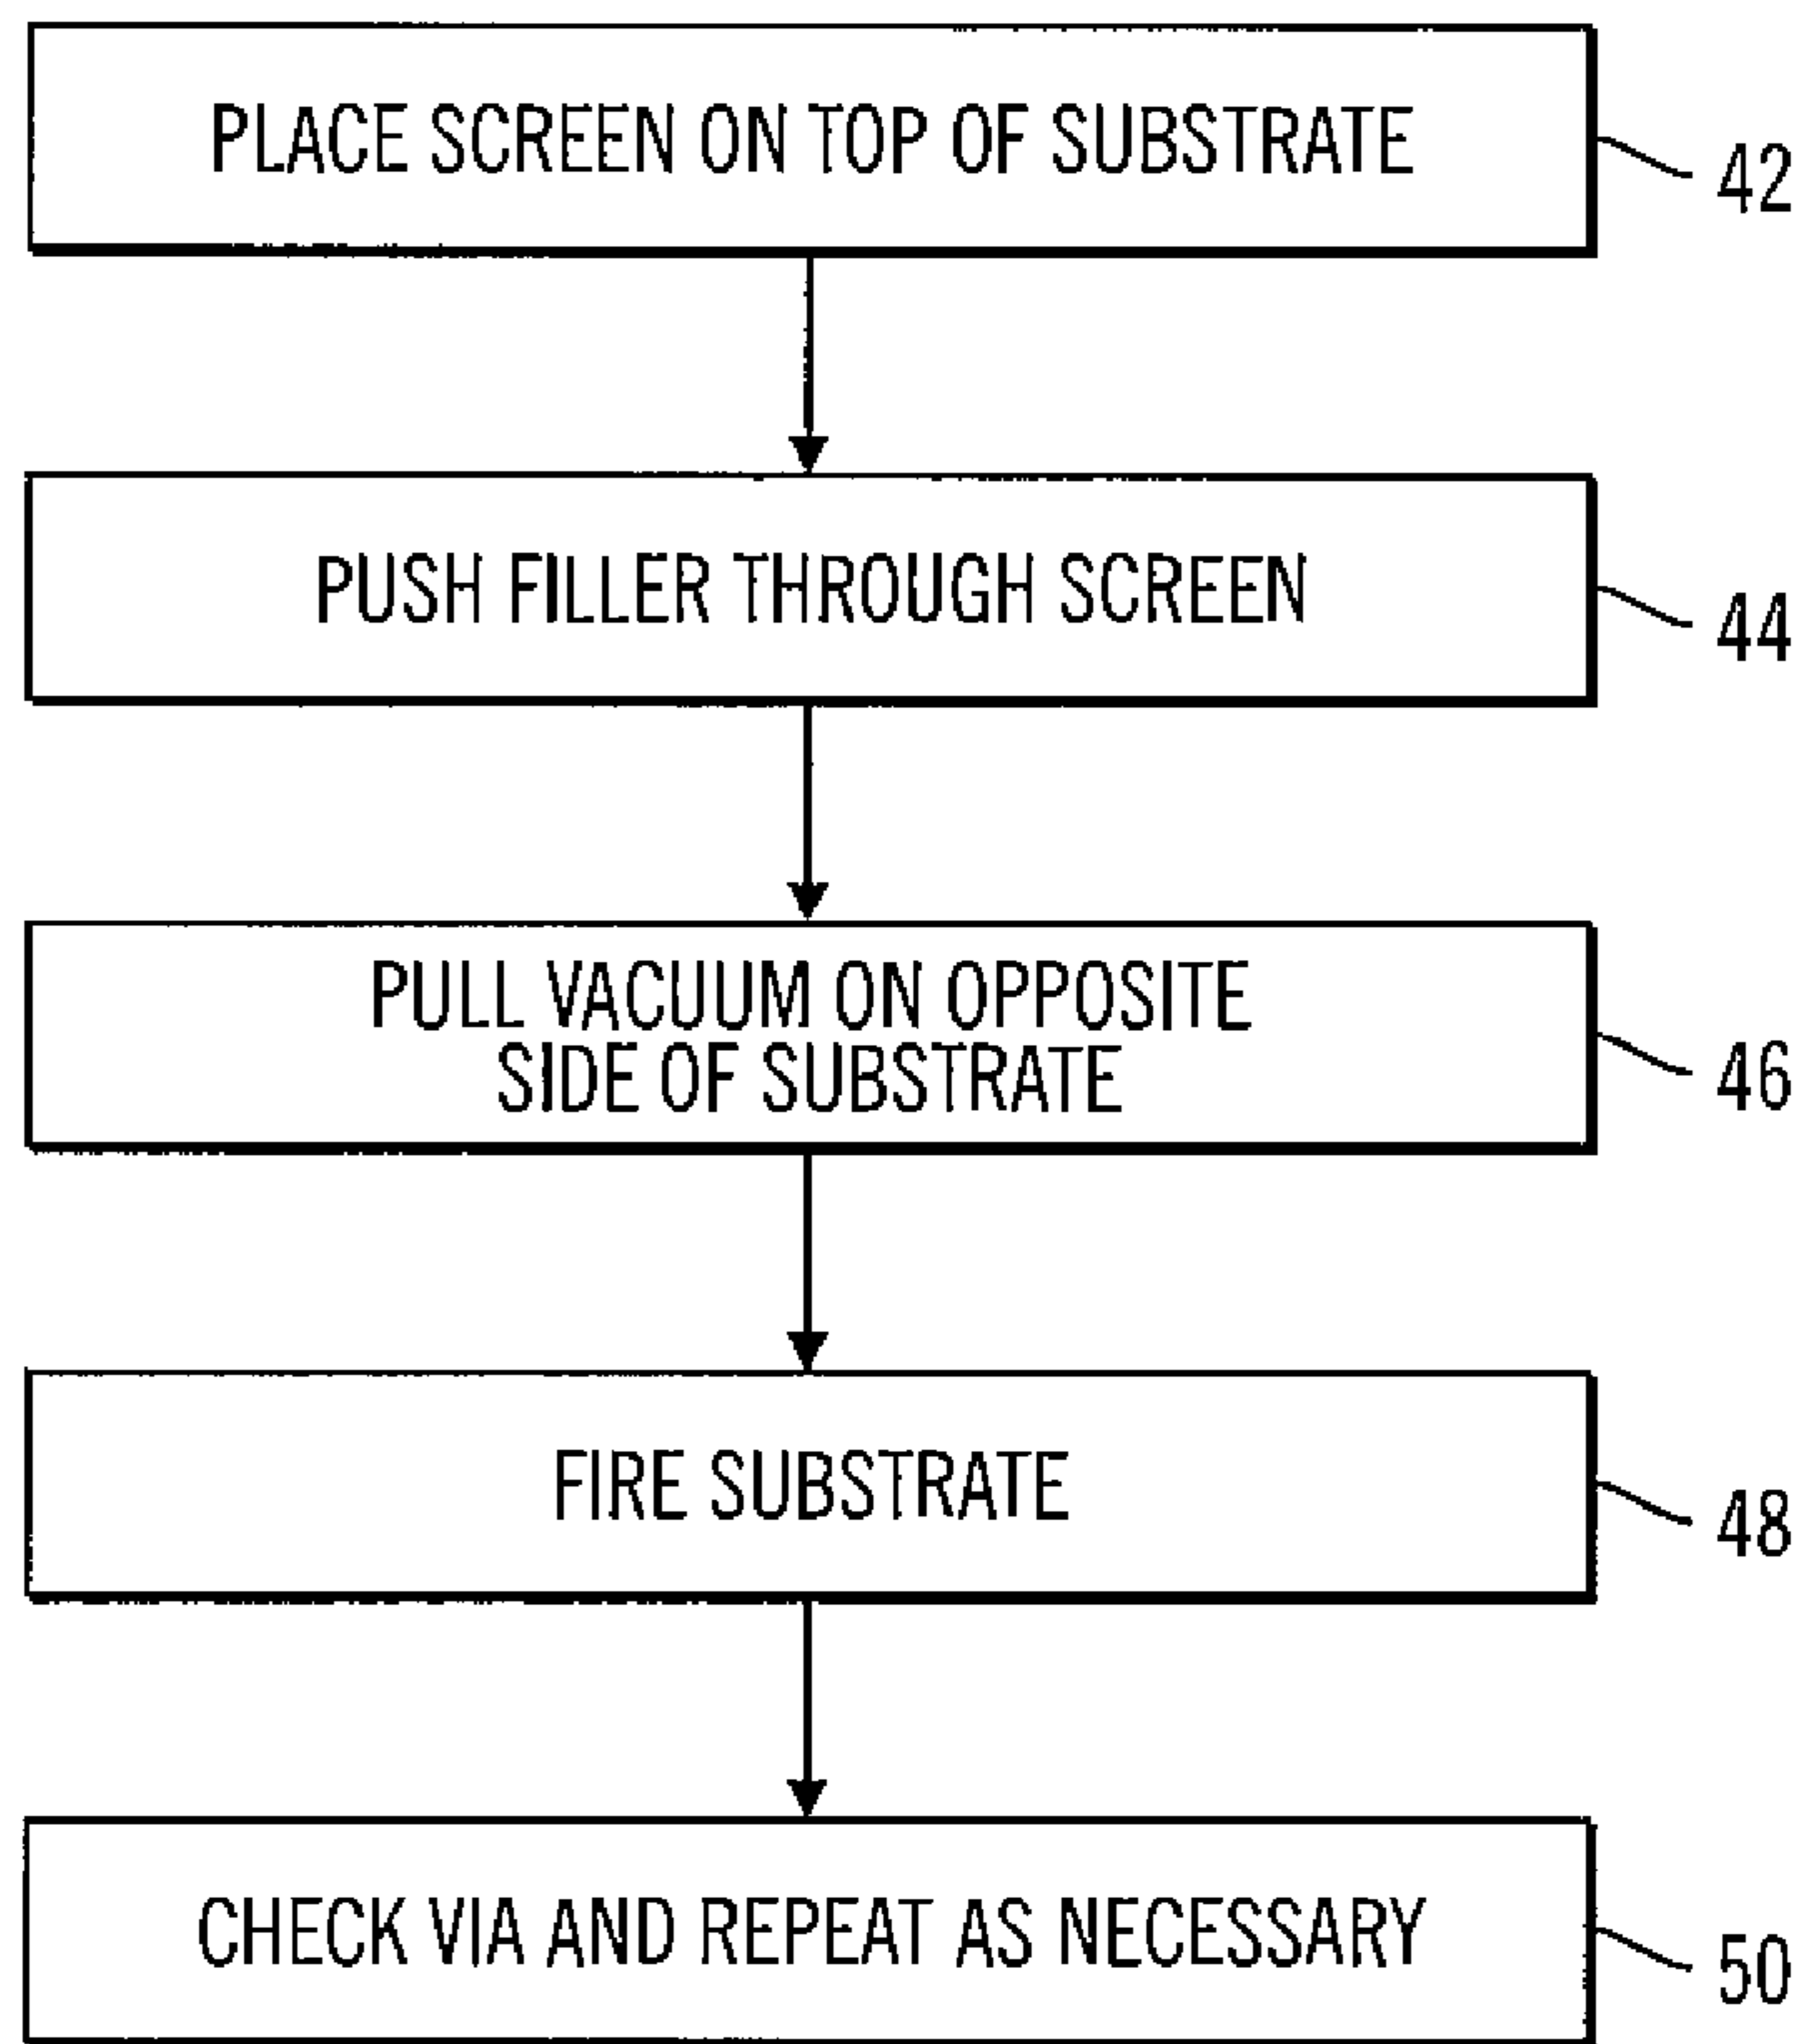 PLACE SCREEN ON TOP OF SUBSTRATE
42
PUSH FILLER THROUGH SCREEN
44
PULL VACUUM ON OPPOSITE
SIDE OF SUBSTRATE
46
FIRE SUBSTRATE
48
CHECK VIA AND REPEAT AS NECESSARY
50